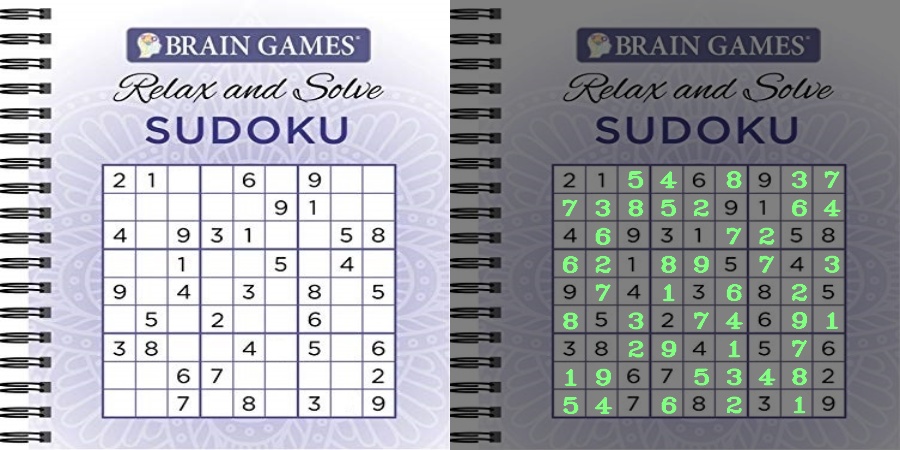 BRAIN GAMES®
Relax and Solve
SUDOKU
2 1 6 9
9 1
4 9 3 1 5 8
1 5 4
9 4 3 8 5
5 2 6
3 8 4 5 6
6 7 2
7 8 3 9
BRAIN GAMES®
Relax and Solve
SUDOKU
2 1 5 4 6 8 9 3 7
7 3 8 5 2 9 1 6 4
4 6 9 3 1 7 2 5 8
6 2 1 8 9 5 7 4 3
9 7 4 1 3 6 8 2 5
8 5 3 2 7 4 6 9 1
3 8 2 9 4 1 5 7 6
1 9 6 7 5 3 4 8 2
5 4 7 6 8 2 3 1 9